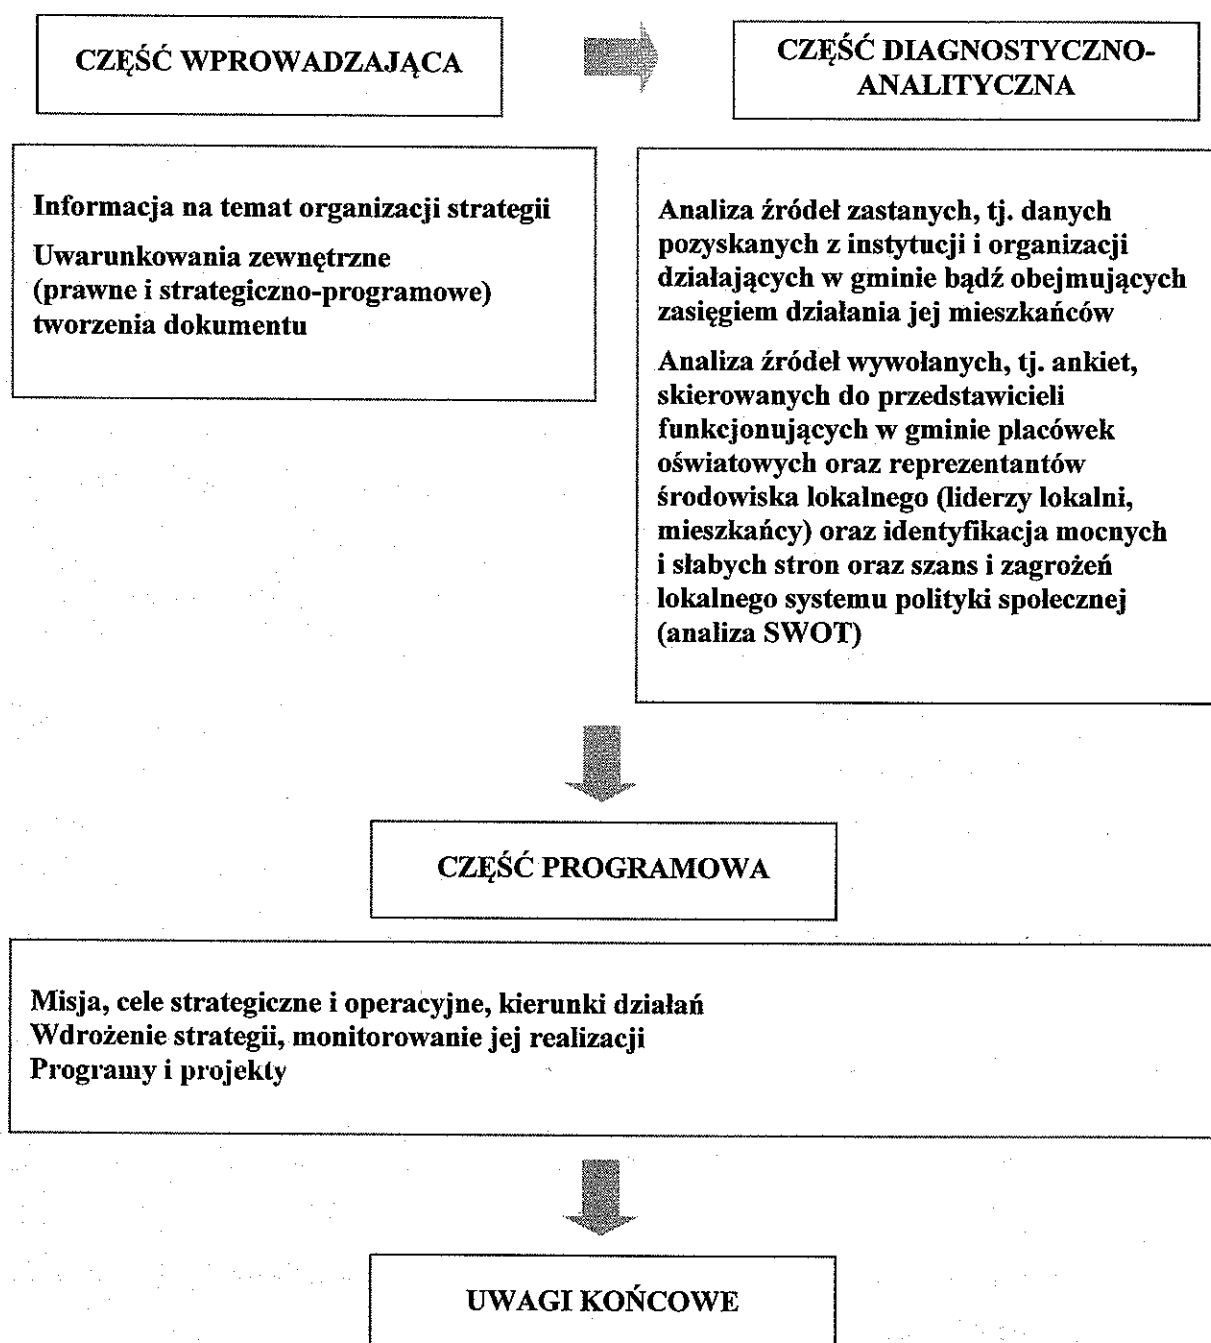 CZĘŚĆ WPROWADZAJĄCA
CZĘŚĆ DIAGNOSTYCZNO-
ANALITYCZNA
Informacja na temat organizacji strategii
Uwarunkowania zewnętrzne
(prawne i strategiczno-programowe)
tworzenia dokumentu
Analiza źródeł zastanych, tj. danych
pozyskanych z instytucji i organizacji
działających w gminie bądź obejmujących
zasięgiem działania jej mieszkańców
Analiza źródeł wywołanych, tj. ankiet,
skierowanych do przedstawicieli
funkcjonujących w gminie placówek
oświatowych oraz reprezentantów
środowiska lokalnego (liderzy lokalni,
mieszkańcy) oraz identyfikacja mocnych
i słabych stron oraz szans i zagrożeń
lokalnego systemu polityki społecznej
(analiza SWOT)
CZĘŚĆ PROGRAMOWA
Misja, cele strategiczne i operacyjne, kierunki działań
Wdrożenie strategii, monitorowanie jej realizacji
Programy i projekty
UWAGI KOŃCOWE